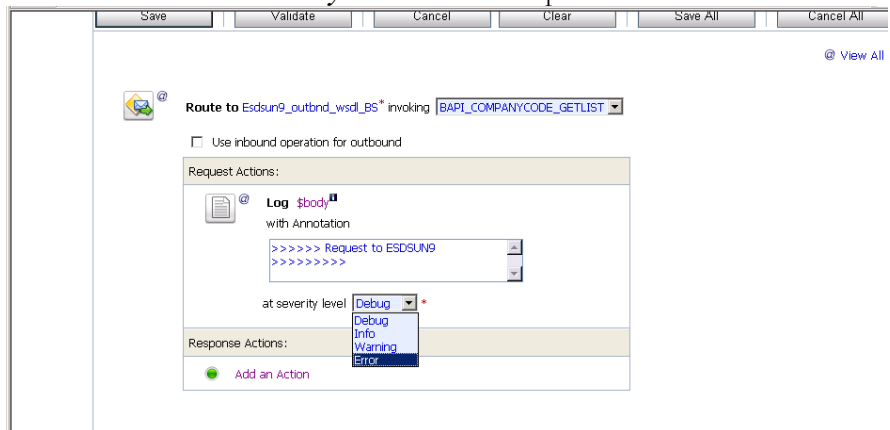 Save Validate Cancel Clear Save All Cancel All
@ View All
@ Route to Esdsun9_outbnd_wsdl_BS* invoking BAPI_COMPANYCODE_GETLIST
Use inbound operation for outbound
Request Actions:
@ Log $body
with Annotation
>>>>>> Request to ESDSUN9
>>>>>>>>>
at severity level Debug *
Debug
Info
Warning
Error
Response Actions:
Add an Action